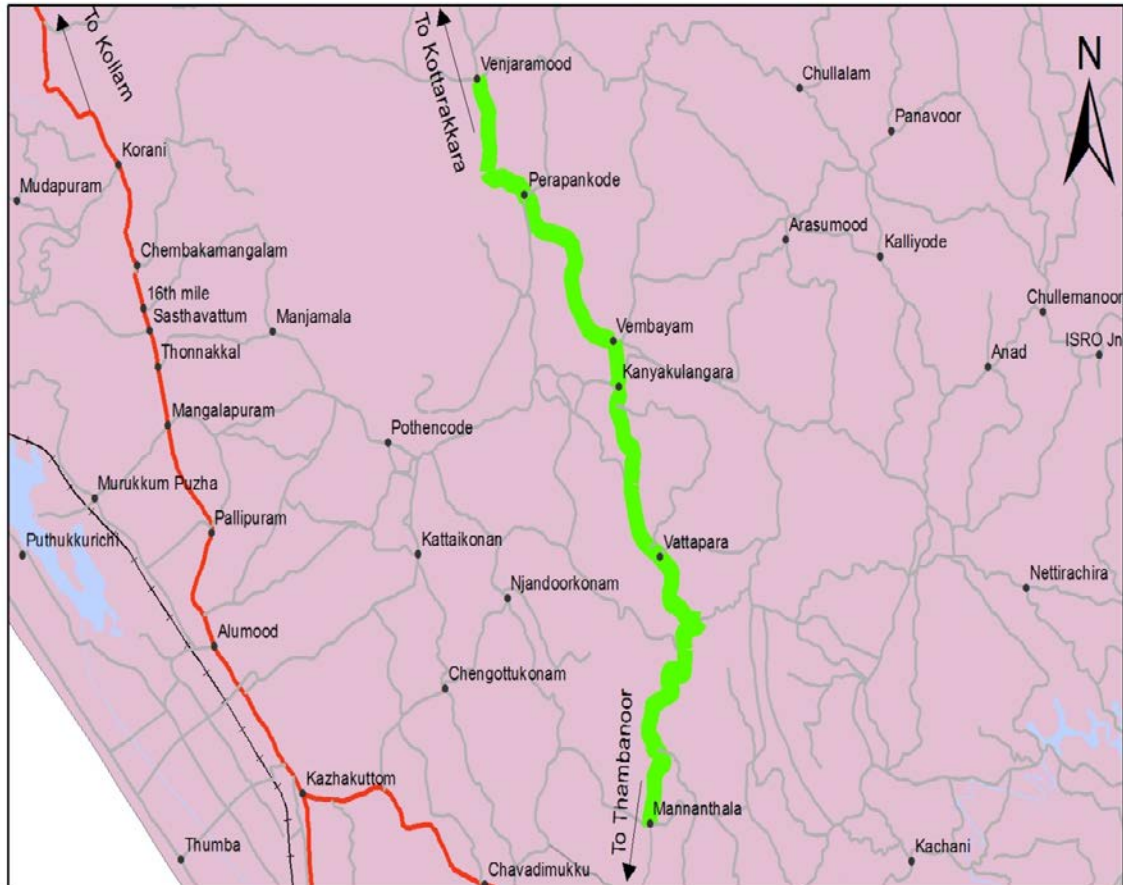 To Kollam
To Kottarakkara
N
Venjaramood
Chullalam
Panavoor
Korani
Mudapuram
Perapankode
Arasumood
Kalliyode
Chembakamangalam
16th mile
Sasthavattum
Manjamala
Chullemanoor
Vembayam
ISRO Jn
Thonnakkal
Anad
Kanyakulangara
Mangalapuram
Pothencode
Murukkum Puzha
Pallipuram
Puthukkurichi
Kattaikonan
Vattapara
Nettirachira
Njandoorkonam
Alumood
Chengottukonam
To Thambanoor
Kazhakuttom
Mannanthala
Thumba
Kachani
Chavadimukku